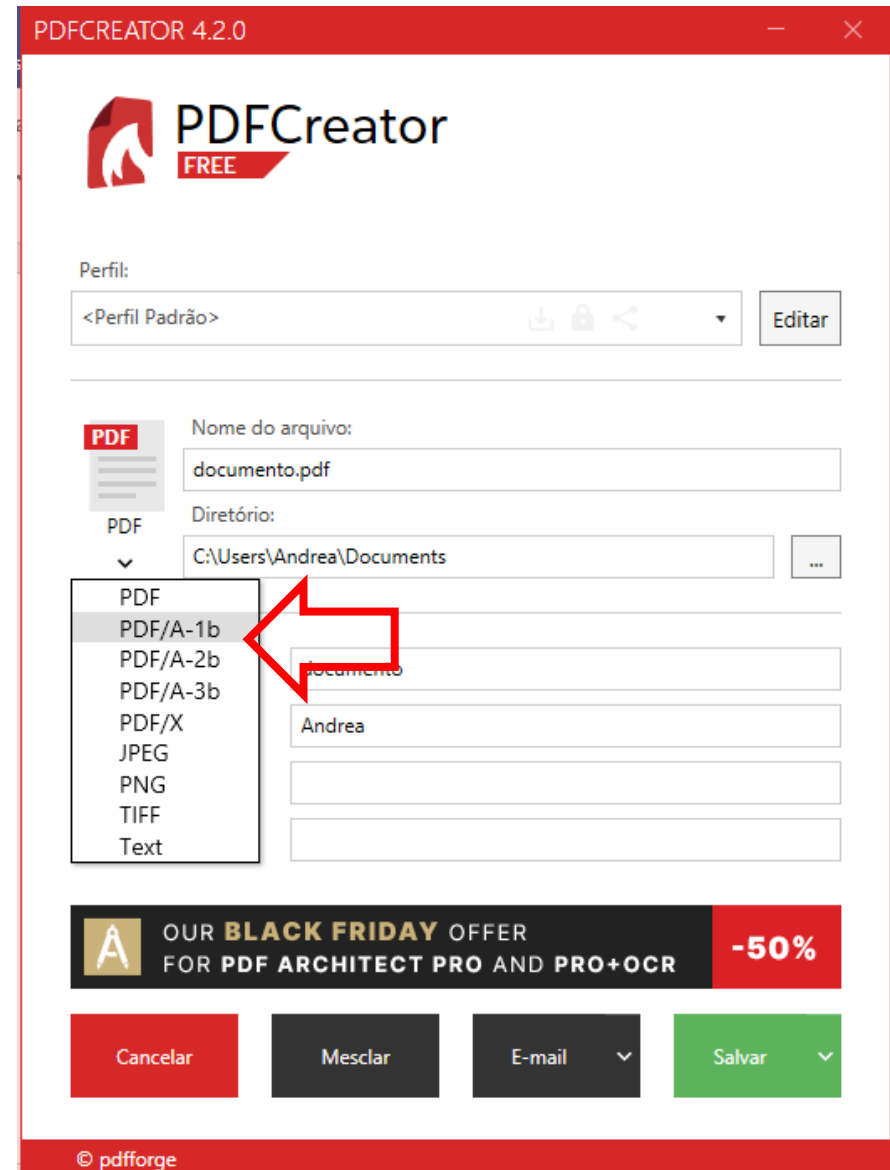 PDFCREATOR 4.2.0
PDFCreator
FREE
Perfil:
<Perfil Padrão>
Editar
PDF
Nome do arquivo:
documento.pdf
PDF
Diretório:
C:\Users\Andrea\Documents
...
PDF
PDF/A-1b
PDF/A-2b
PDF/A-3b
PDF/X
JPEG
PNG
TIFF
Text
documento
Andrea
OUR BLACK FRIDAY OFFER
FOR PDF ARCHITECT PRO AND PRO+OCR
-50%
Cancelar
Mesclar
E-mail
Salvar
© pdfforge